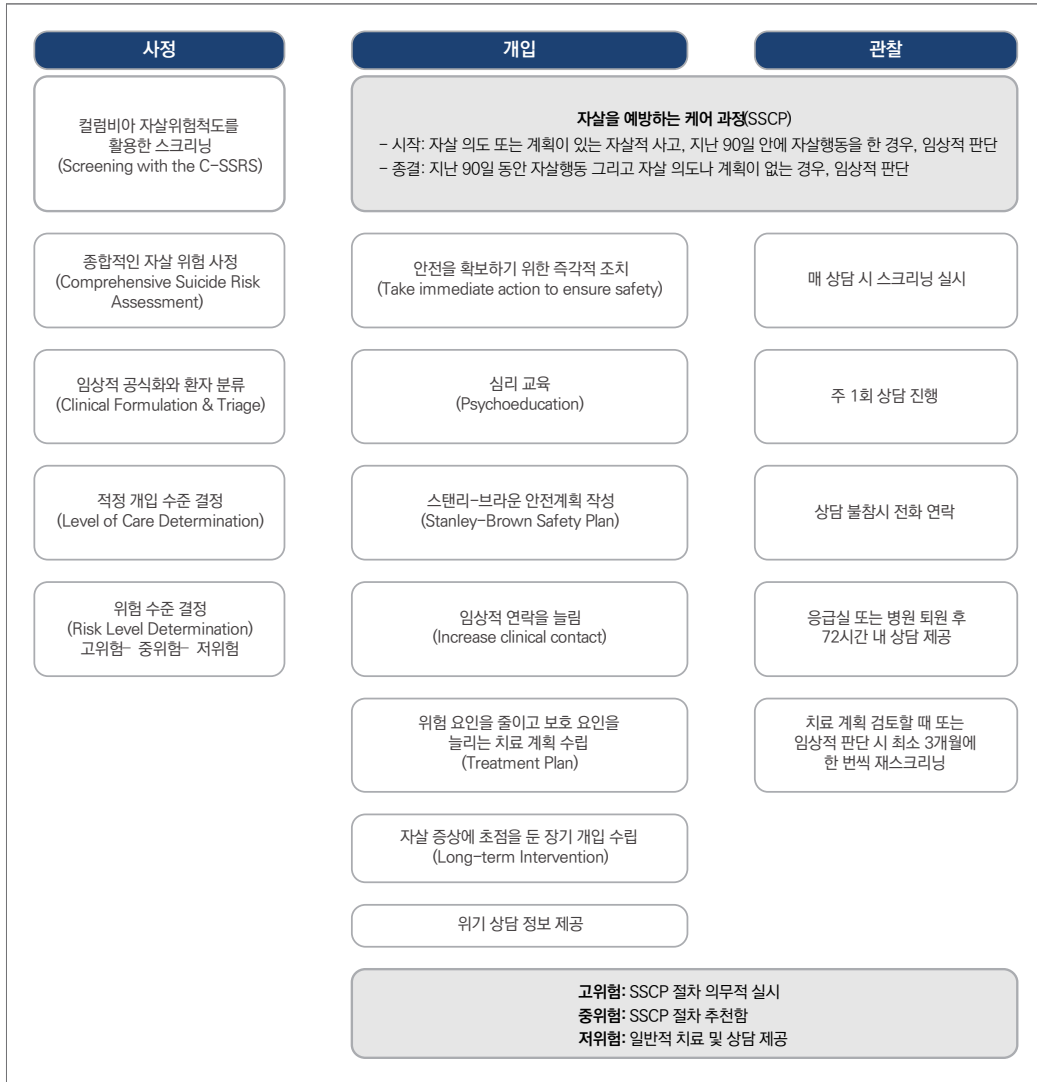 사정
컬럼비아 자살위험척도를
활용한 스크리닝
(Screening with the C-SSRS)
종합적인 자살 위험 사정
(Comprehensive Suicide Risk
Assessment)
임상적 공식화와 환자 분류
(Clinical Formulation & Triage)
적정 개입 수준 결정
(Level of Care Determination)
위험 수준 결정
(Risk Level Determination)
고위험- 중위험- 저위험
개입
관찰
자살을 예방하는 케어 과정(SSCP)
- 시작: 자살 의도 또는 계획이 있는 자살적 사고, 지난 90일 안에 자살행동을 한 경우, 임상적 판단
- 종결: 지난 90일 동안 자살행동 그리고 자살 의도나 계획이 없는 경우, 임상적 판단
안전을 확보하기 위한 즉각적 조치
(Take immediate action to ensure safety)
심리 교육
(Psychoeducation)
스탠리-브라운 안전계획 작성
(Stanley-Brown Safety Plan)
임상적 연락을 늘림
(Increase clinical contact)
위험 요인을 줄이고 보호 요인을
늘리는 치료 계획 수립
(Treatment Plan)
자살 증상에 초점을 둔 장기 개입 수립
(Long-term Intervention)
위기 상담 정보 제공
매 상담 시 스크리닝 실시
주 1회 상담 진행
상담 불참시 전화 연락
응급실 또는 병원 퇴원 후
72시간 내 상담 제공
치료 계획 검토할 때 또는
임상적 판단 시 최소 3개월에
한 번씩 재스크리닝
고위험: SSCP 절차 의무적 실시
중위험: SSCP 절차 추천함
저위험: 일반적 치료 및 상담 제공